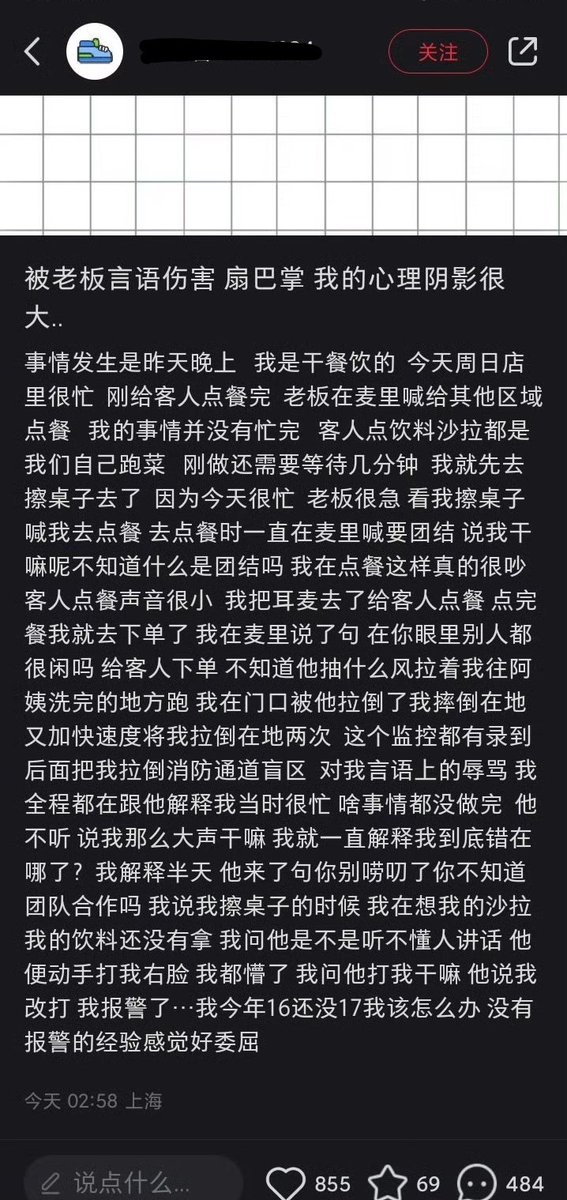 关注
被老板言语伤害 扇巴掌 我的心理阴影很
大..
事情发生是昨天晚上 我是干餐饮的 今天周日店
里很忙 刚给客人点餐完 老板在麦里喊给其他区域
点餐 我的事情并没有忙完 客人点饮料沙拉都是
我们自己跑菜 刚做还需要等待几分钟 我就先去
擦桌子去了 因为今天很忙 老板很急 看我擦桌子
喊我去点餐 去点餐时一直在麦里喊要团结 说我干
嘛呢不知道什么是团结吗 我在点餐这样真的很吵
客人点餐声音很小 我把耳麦去了给客人点餐 点完
餐我就去下单了 我在麦里说了句 在你眼里别人都
很闲吗 给客人下单 不知道他抽什么风拉着我往阿
姨洗完的地方跑 我在门口被他拉倒了我摔倒在地
又加快速度将我拉倒在地两次 这个监控都有录到
后面把我拉倒消防通道盲区 对我言语上的辱骂 我
全程都在跟他解释我当时很忙 啥事情都没做完 他
不听 说我那么大声干嘛 我就一直解释我到底错在
哪了？ 我解释半天 他来了句你别唠叨了你不知道
团队合作吗 我说我擦桌子的时候 我在想我的沙拉
我的饮料还没有拿 我问他是不是听不懂人讲话 他
便动手打我右脸 我都懵了 我问他打我干嘛 他说我
改打 我报警了…我今年16还没17我该怎么办 没有
报警的经验感觉好委屈
今天 02:58 上海
说点什么...
855
69
484